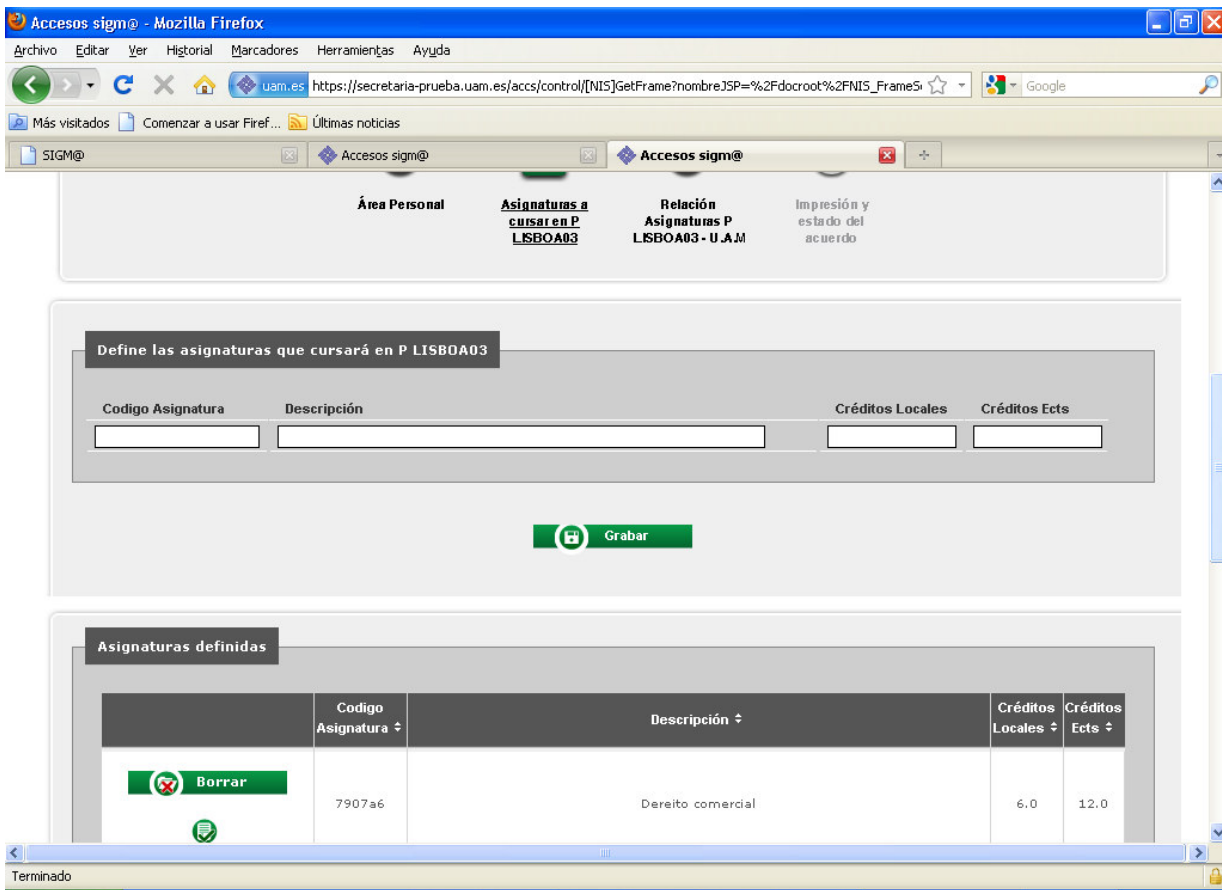 Accesos sigm@ - Mozilla Firefox
Archivo Editar Ver Historial Marcadores Herramientas Ayuda
uam.es https://secretaria-prueba.uam.es/accs/control/[NIS]GetFrame?nombreJSP=%2Fdocroot%2FNIS_FrameS Google
Más visitados Comenzar a usar Firef... Últimas noticias
SIGM@ Accesos sigm@ Accesos sigm@
Área Personal
Asignaturas a
cursar en P
LISBOA03
Relación
Asignaturas P
LISBOA03 - U.A.M
Impresión y
estado del
acuerdo
Define las asignaturas que cursará en P LISBOA03
Codigo Asignatura Descripción Créditos Locales Créditos Ects
Grabar
Asignaturas definidas
Codigo
Asignatura
Descripción
Créditos
Locales
Créditos
Ects
Borrar
7907a6 Dereito comercial 6.0 12.0
Terminado